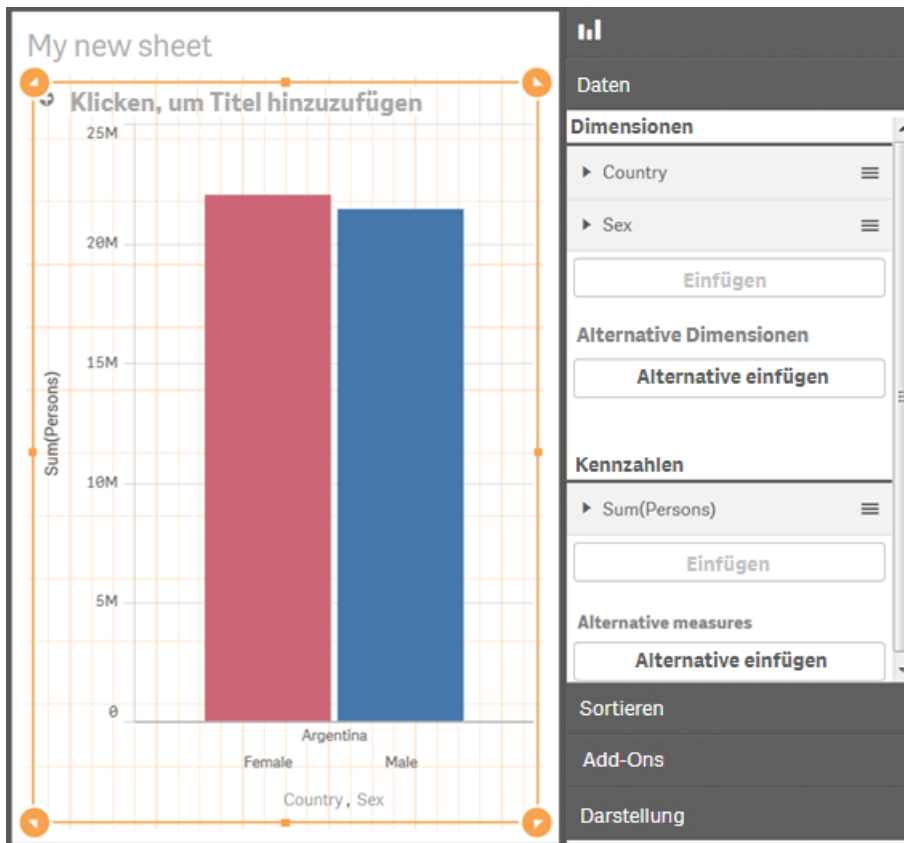 My new sheet
Klicken, um Titel hinzuzufügen
25M
20M
15M
10M
5M
0
Sum(Persons)
Argentina
Female Male
Country, Sex
Daten
Dimensionen
Country
Sex
Einfügen
Alternative Dimensionen
Alternative einfügen
Kennzahlen
Sum(Persons)
Einfügen
Alternative measures
Alternative einfügen
Sortieren
Add-Ons
Darstellung